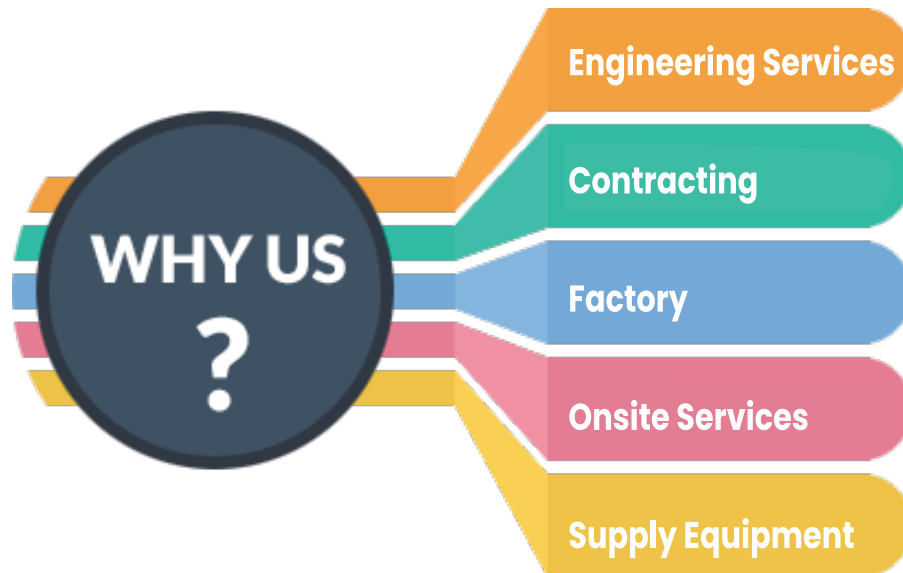 WHY US
?
Engineering Services
Contracting
Factory
Onsite Services
Supply Equipment